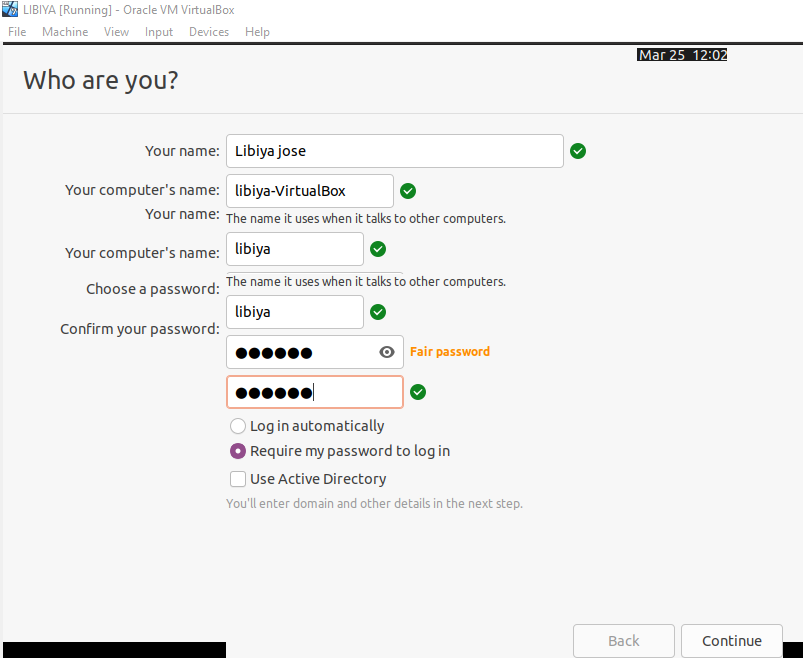 LIBIYA [Running] - Oracle VM VirtualBox
File Machine View Input Devices Help
Mar 25 12:02
Who are you?
Your name: Libiya jose
Your computer's name: libiya-VirtualBox
Your name: The name it uses when it talks to other computers.
Your computer's name: libiya
The name it uses when it talks to other computers.
Choose a password:
libiya
Confirm your password:
●●●●●● Fair password
●●●●●●
Log in automatically
Require my password to log in
Use Active Directory
You'll enter domain and other details in the next step.
Back Continue